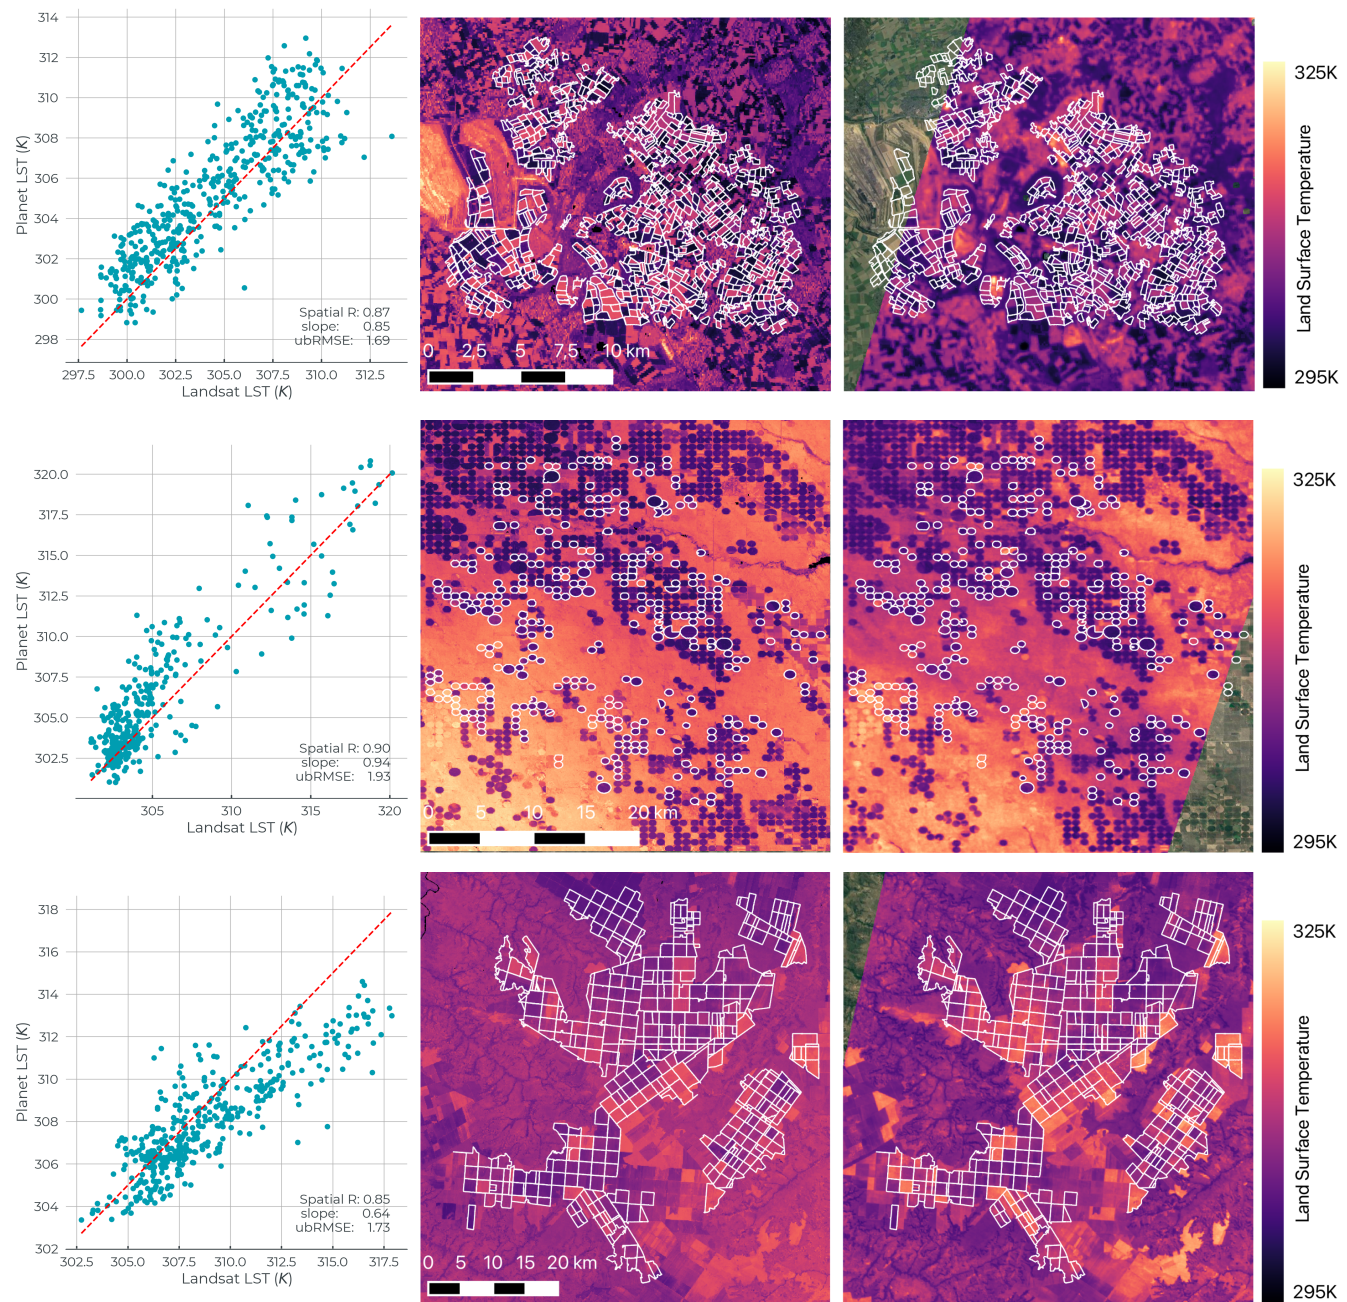 314
312
310
308
306
304
302
300
298
Planet LST (K)
297.5 300.0 302.5 305.0 307.5 310.0 312.5
Landsat LST (K)
Spatial R: 0.87
slope: 0.85
ubRMSE: 1.69
0 2,5 5 7,5 10 km
325K
Land Surface Temperature
295K
320.0
317.5
315.0
312.5
310.0
307.5
305.0
302.5
Planet LST (K)
305 310 315 320
Landsat LST (K)
Spatial R: 0.90
slope: 0.94
ubRMSE: 1.93
0 5 10 15 20 km
325K
Land Surface Temperature
295K
318
316
314
312
310
308
306
304
302
Planet LST (K)
302.5 305.0 307.5 310.0 312.5 315.0 317.5
Landsat LST (K)
Spatial R: 0.85
slope: 0.64
ubRMSE: 1.73
0 5 10 15 20 km
325K
Land Surface Temperature
295K